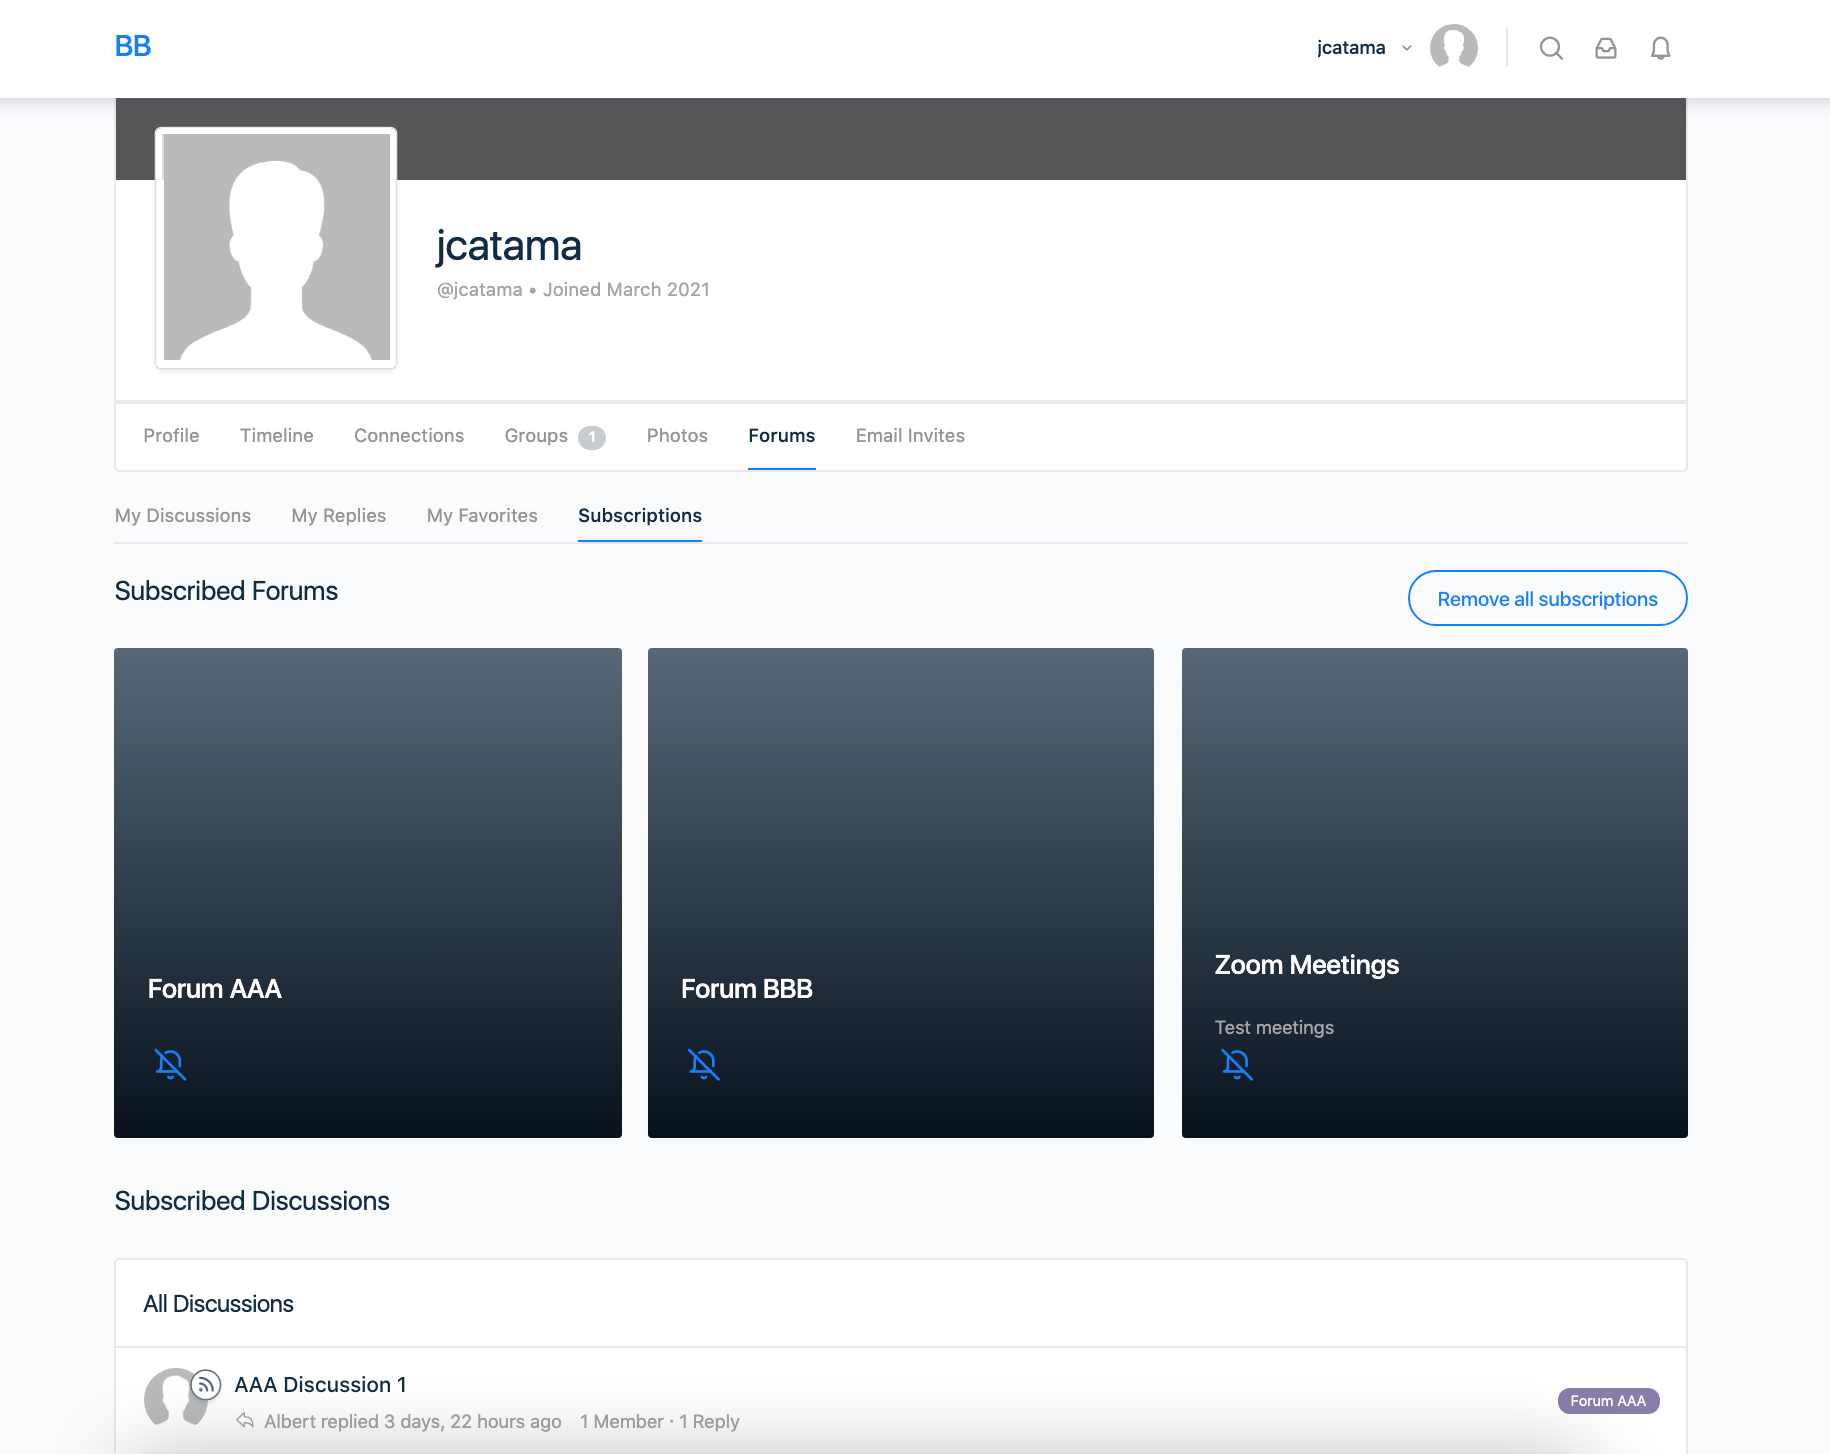 BB
jcatama
jcatama
@jcatama • Joined March 2021
Profile Timeline Connections Groups 1 Photos Forums Email Invites
My Discussions My Replies My Favorites Subscriptions
Subscribed Forums
Remove all subscriptions
Forum AAA
Forum BBB
Zoom Meetings
Test meetings
Subscribed Discussions
All Discussions
AAA Discussion 1
Albert replied 3 days, 22 hours ago 1 Member · 1 Reply
Forum AAA